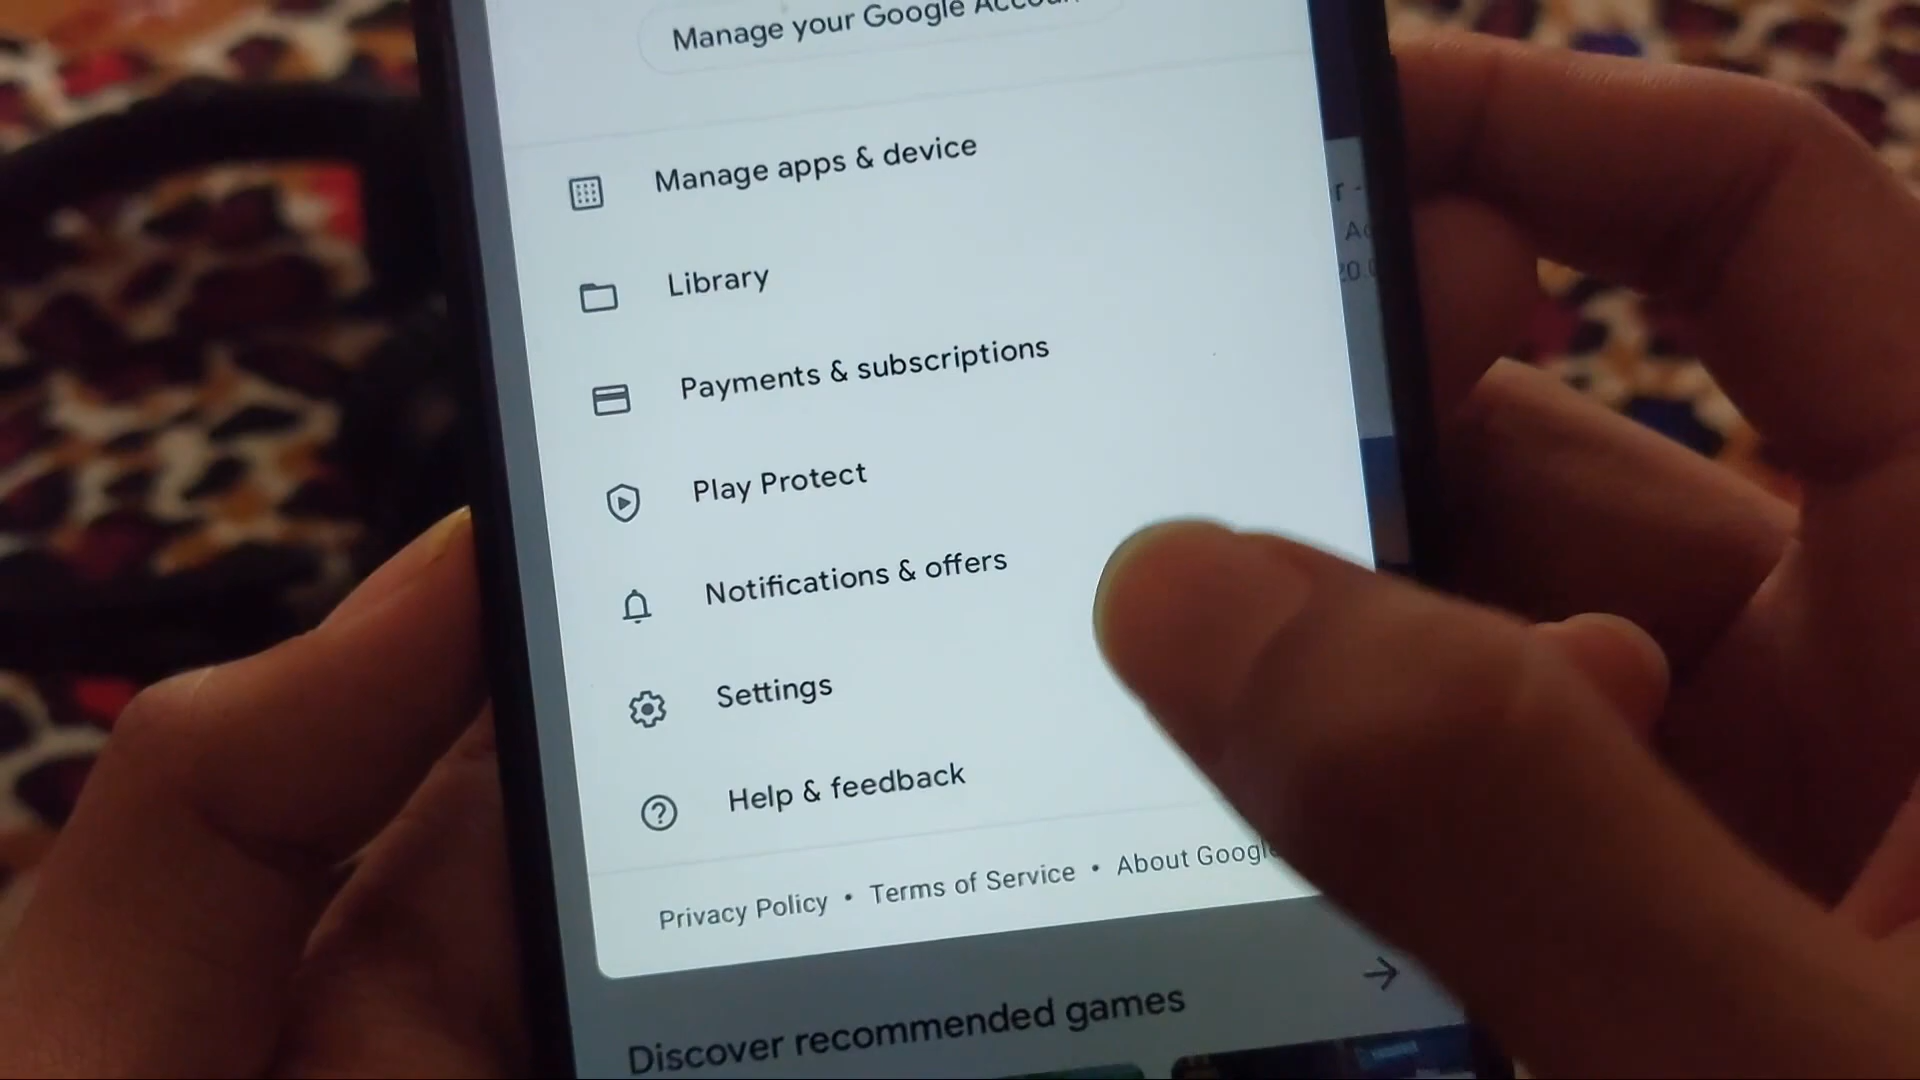 Manage your Google Account
Manage apps & device
Library
Payments & subscriptions
Play Protect
Notifications & offers
Settings
Help & feedback
Privacy Policy • Terms of Service • About Google
Discover recommended games